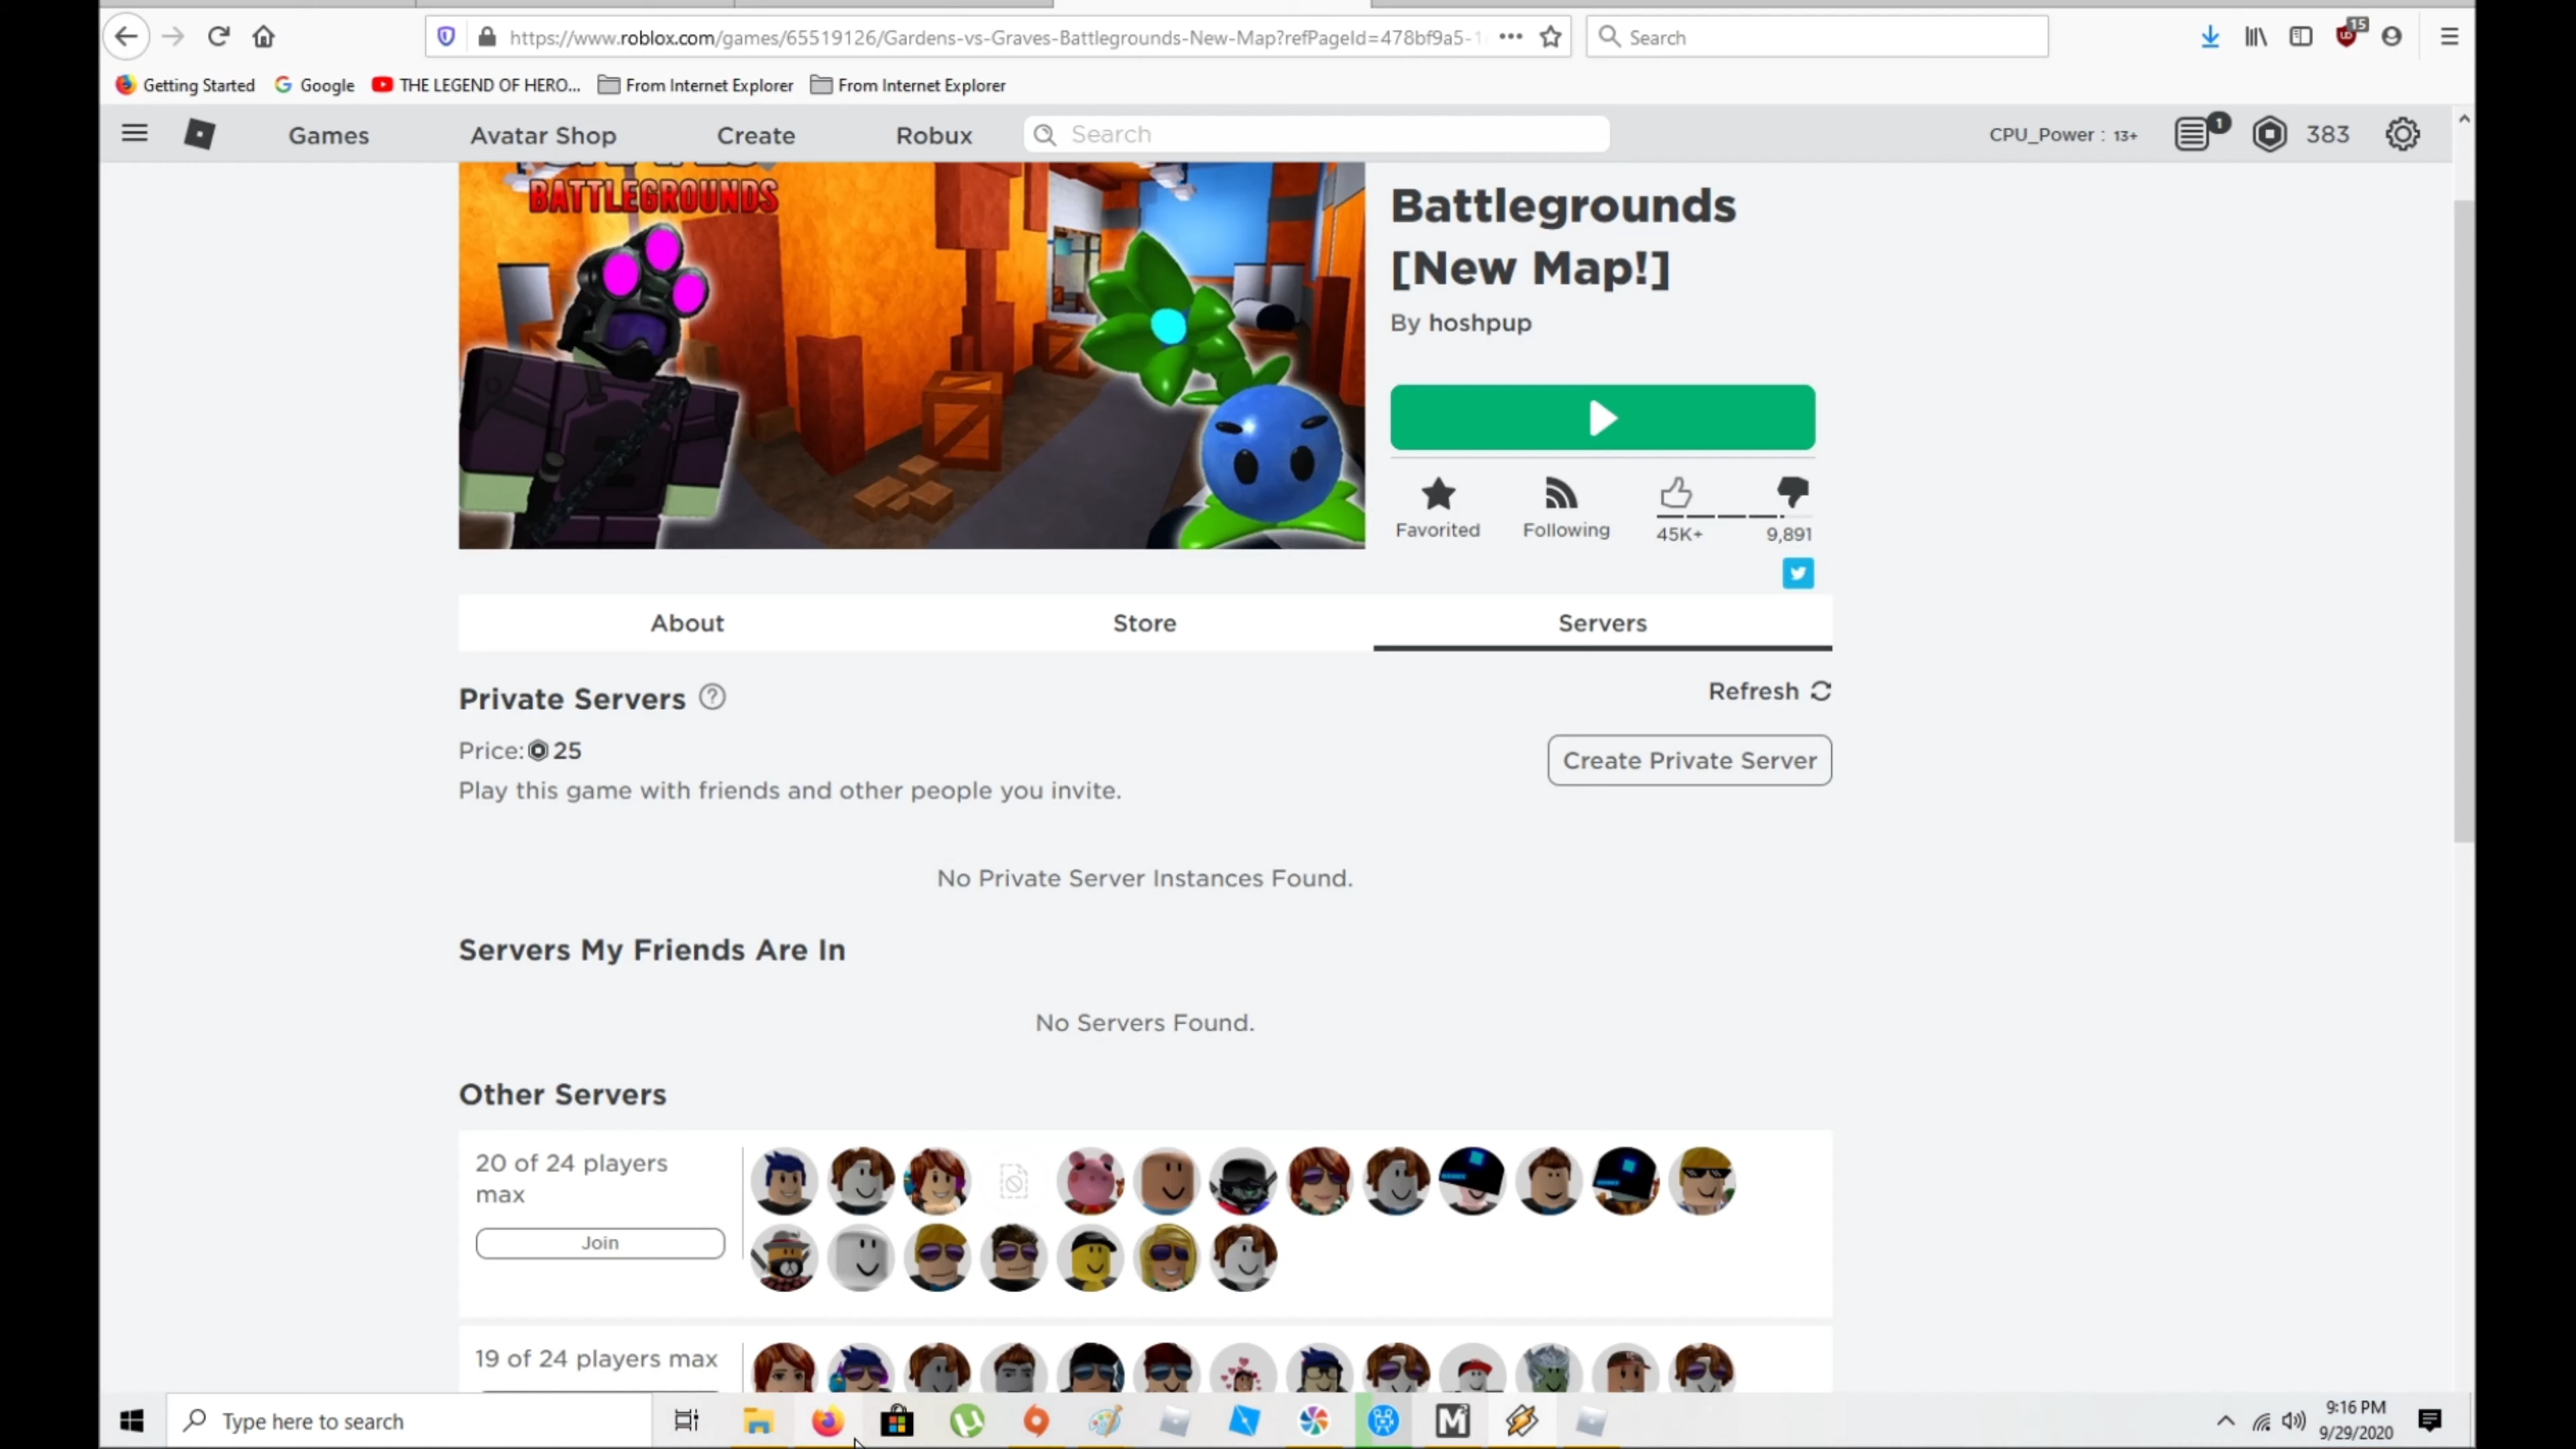 https://www.roblox.com/games/65519126/Gardens-vs-Graves-Battlegrounds-New-Map?refPageId=478bf9a5-1
Search
15
Getting Started
Google
THE LEGEND OF HERO...
From Internet Explorer
From Internet Explorer
Games
Avatar Shop
Create
Robux
Search
CPU_Power : 13+
1
383
BATTLEGROUNDS
Battlegrounds
[New Map!]
By hoshpup
Favorited
Following
45K+
9,891
About
Store
Servers
Private Servers
Refresh
Price: 25
Create Private Server
Play this game with friends and other people you invite.
No Private Server Instances Found.
Servers My Friends Are In
No Servers Found.
Other Servers
20 of 24 players
max
Join
19 of 24 players max
Type here to search
9:16 PM
9/29/2020